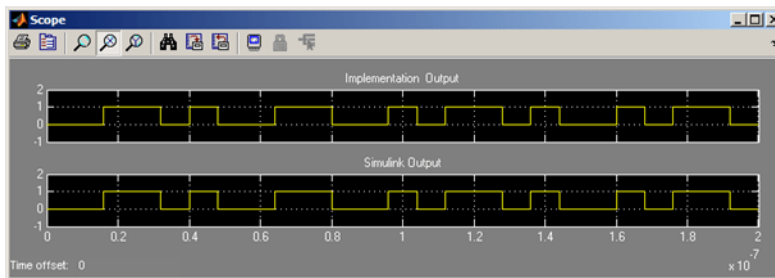 Scope
Implementation Output
2
1
0
-1
Simulink Output
2
1
0
-1
0 0.2 0.4 0.6 0.8 1 1.2 1.4 1.6 1.8 2
x 10⁻⁷
Time offset: 0